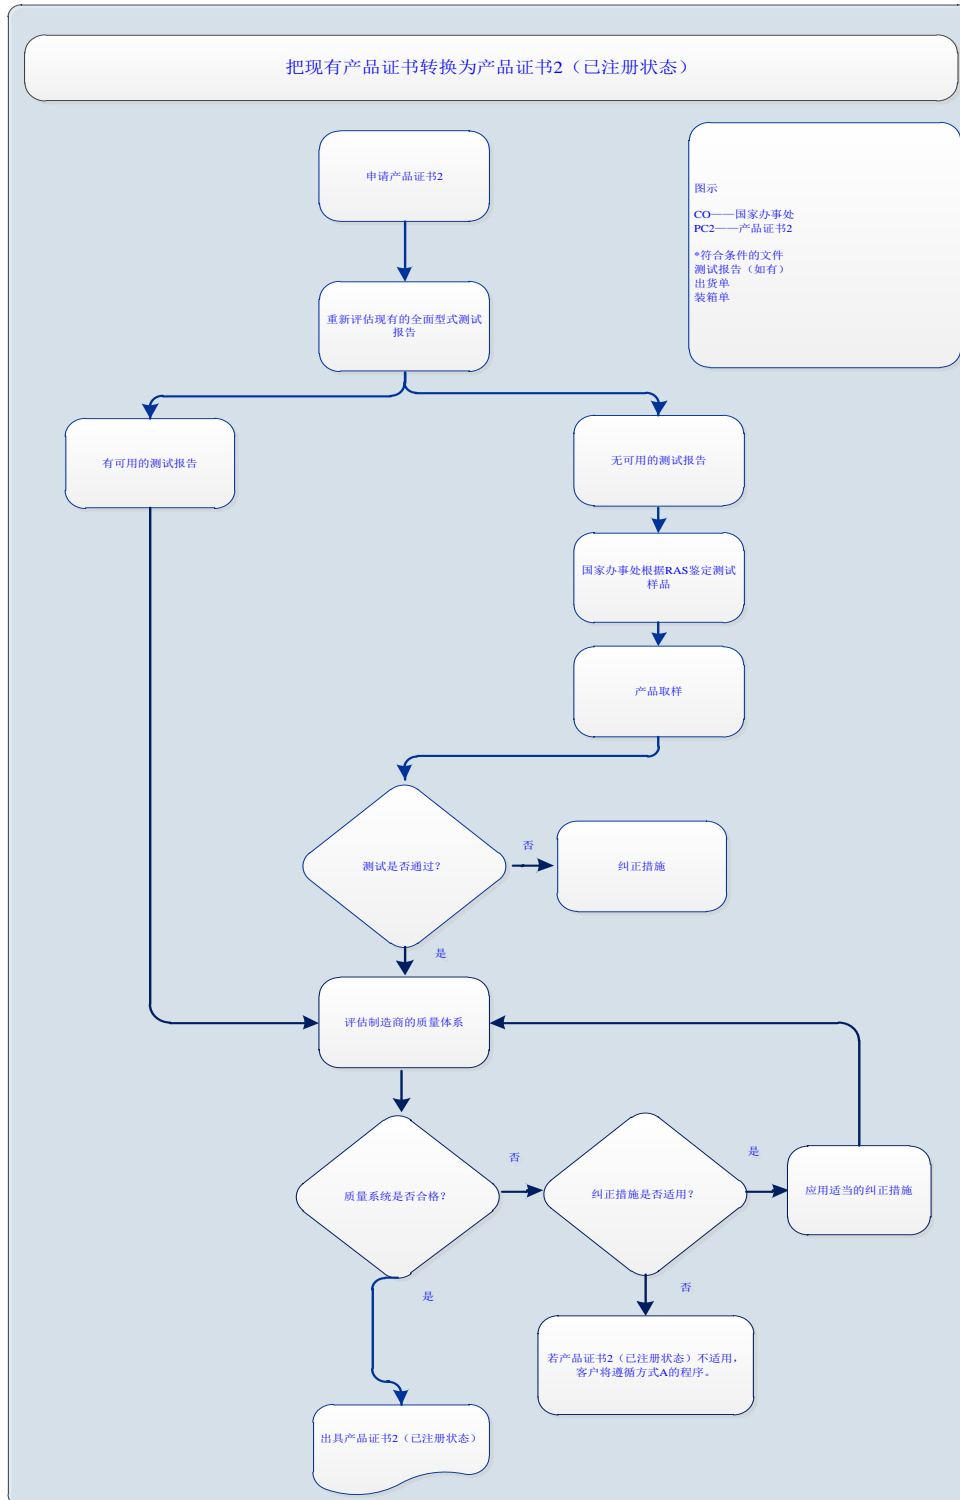 把现有产品证书转换为产品证书2（已注册状态）
申请产品证书2
图示
CO——国家办事处
PC2——产品证书2
*符合条件的文件
测试报告（如有）
出货单
装箱单
重新评估现有的全面型式测试
报告
有可用的测试报告
无可用的测试报告
国家办事处根据RAS鉴定测试
样品
产品取样
测试是否通过？
否
纠正措施
是
评估制造商的质量体系
质量系统是否合格？
否
纠正措施是否适用？
是
应用适当的纠正措施
是
否
若产品证书2（已注册状态）不适用，
客户将遵循方式A的程序。
出具产品证书2（已注册状态）